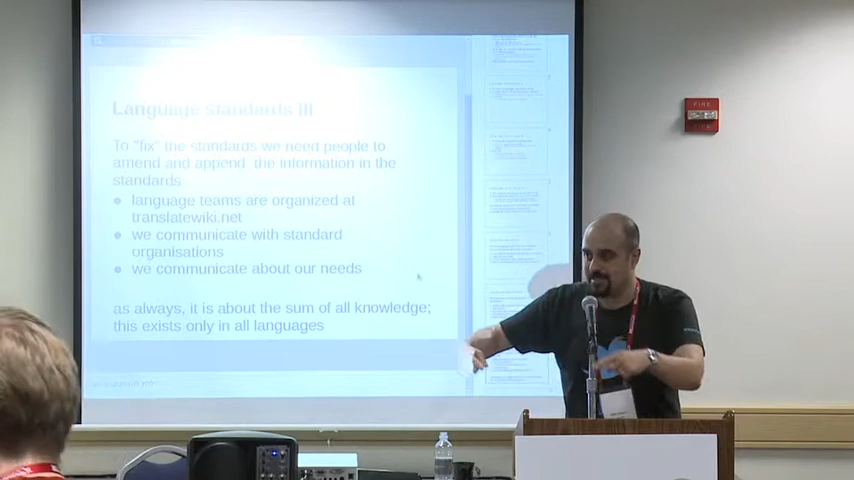 Language standards III
To "fix" the standards we need people to
amend and append the information in the
standards
language teams are organized at
translatewiki.net
we communicate with standard
organisations
we communicate about our needs
as always, it is about the sum of all knowledge;
this exists only in all languages
FIRE